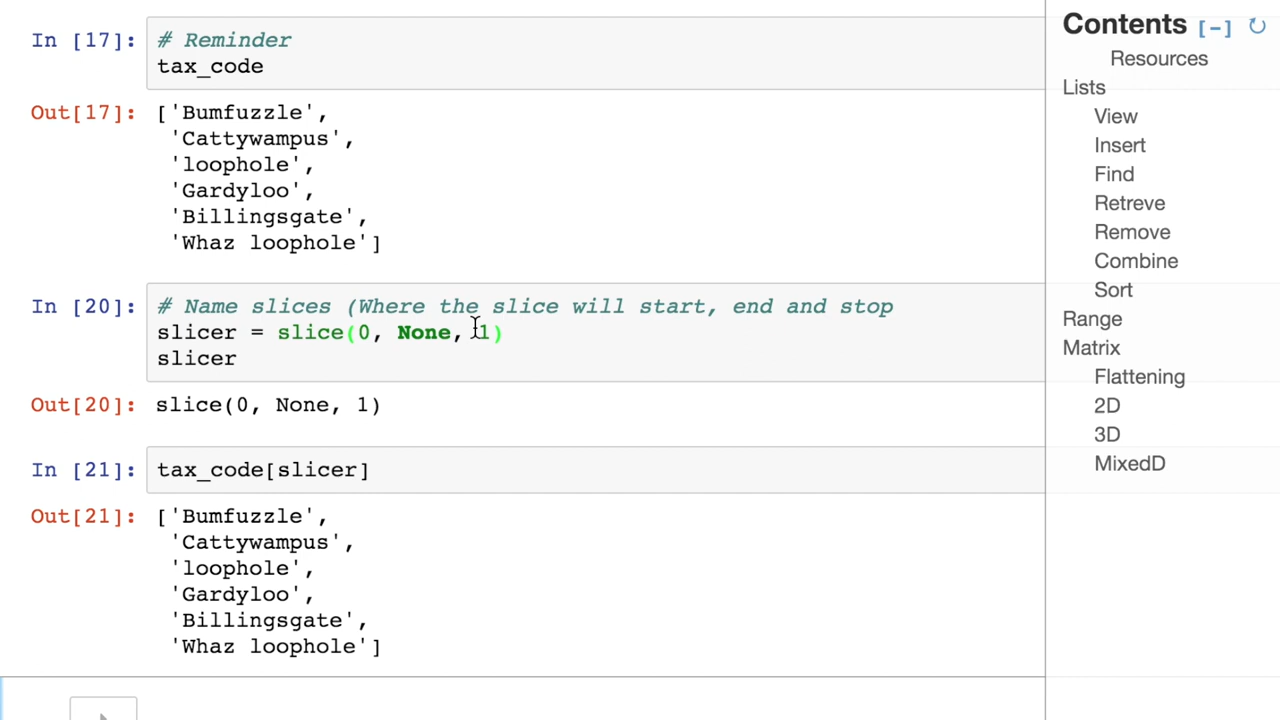 In [17]: # Reminder
tax_code
Out[17]: ['Bumfuzzle',
'Cattywampus',
'loophole',
'Gardyloo',
'Billingsgate',
'Whaz loophole']
In [20]: # Name slices (Where the slice will start, end and stop
slicer = slice(0, None, 1)
slicer
Out[20]: slice(0, None, 1)
In [21]: tax_code[slicer]
Out[21]: ['Bumfuzzle',
'Cattywampus',
'loophole',
'Gardyloo',
'Billingsgate',
'Whaz loophole']
Contents [-]
Resources
Lists
View
Insert
Find
Retreve
Remove
Combine
Sort
Range
Matrix
Flattening
2D
3D
MixedD